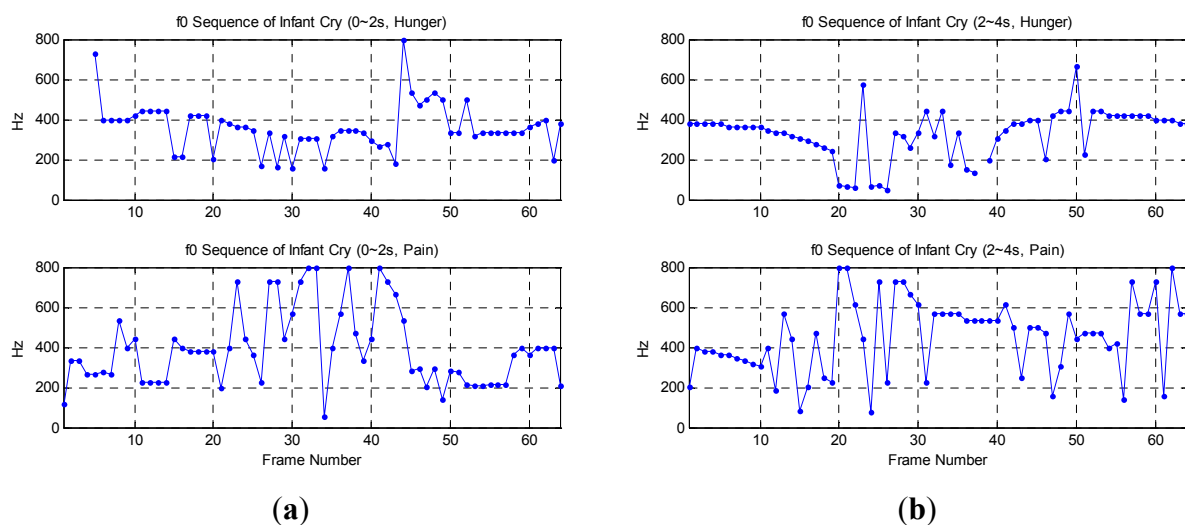 f0 Sequence of Infant Cry (0~2s, Hunger)
800
600
400
200
0
Hz
10 20 30 40 50 60
f0 Sequence of Infant Cry (0~2s, Pain)
800
600
400
200
0
Hz
10 20 30 40 50 60
Frame Number
(a)
f0 Sequence of Infant Cry (2~4s, Hunger)
800
600
400
200
0
Hz
10 20 30 40 50 60
f0 Sequence of Infant Cry (2~4s, Pain)
800
600
400
200
0
Hz
10 20 30 40 50 60
Frame Number
(b)